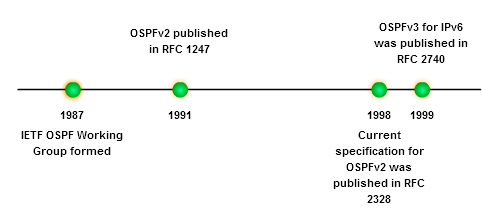 OSPFv2 published
in RFC 1247
OSPFv3 for IPv6
was published in
RFC 2740
1987
1991
1998
1999
IETF OSPF Working
Group formed
Current
specification for
OSPFv2 was
published in RFC
2328